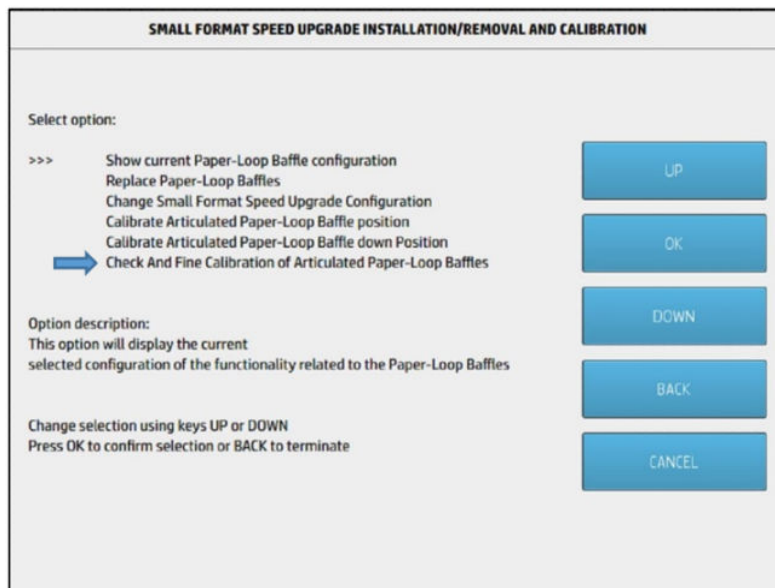 SMALL FORMAT SPEED UPGRADE INSTALLATION/REMOVAL AND CALIBRATION
Select option:
>>> Show current Paper-Loop Baffle configuration
Replace Paper-Loop Baffles
Change Small Format Speed Upgrade Configuration
Calibrate Articulated Paper-Loop Baffle position
Calibrate Articulated Paper-Loop Baffle down Position
Check And Fine Calibration of Articulated Paper-Loop Baffles
Option description:
This option will display the current
selected configuration of the functionality related to the Paper-Loop Baffles
Change selection using keys UP or DOWN
Press OK to confirm selection or BACK to terminate
UP
OK
DOWN
BACK
CANCEL